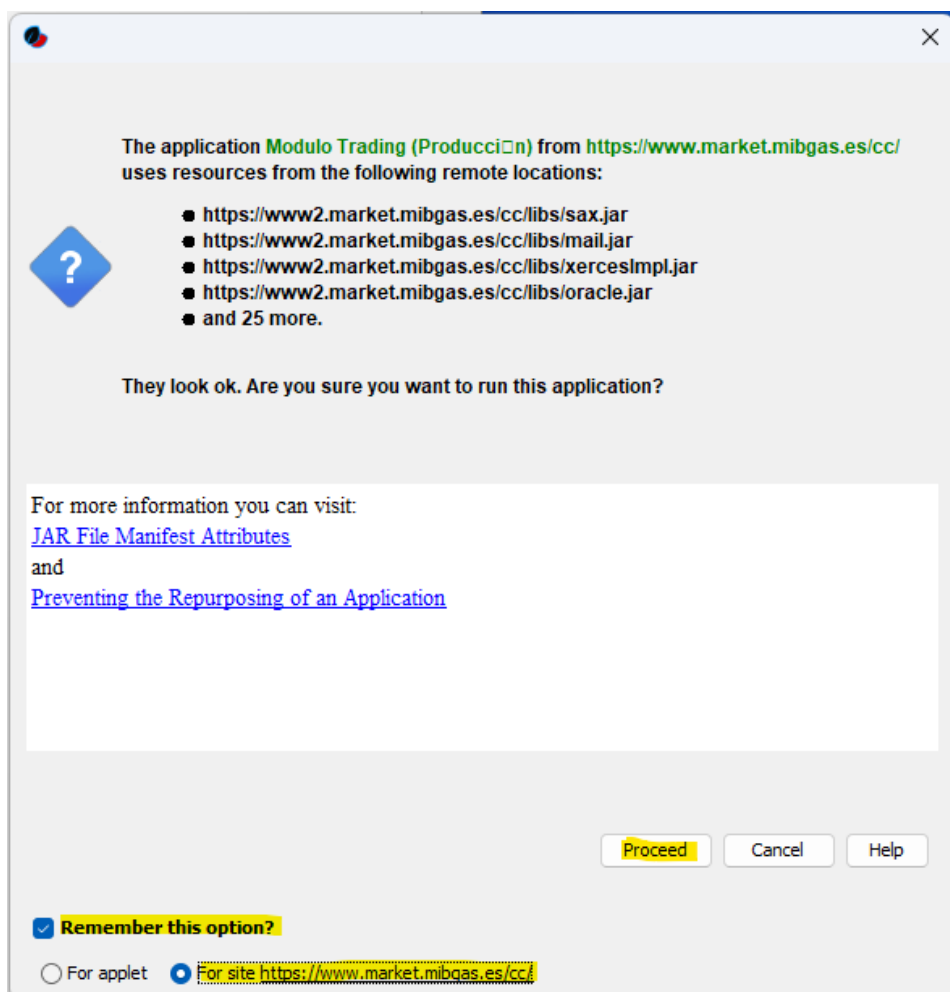 The application Modulo Trading (Producci□n) from https://www.market.mibgas.es/cc/
uses resources from the following remote locations:
● https://www2.market.mibgas.es/cc/libs/sax.jar
● https://www2.market.mibgas.es/cc/libs/mail.jar
● https://www2.market.mibgas.es/cc/libs/xercesImpl.jar
● https://www2.market.mibgas.es/cc/libs/oracle.jar
● and 25 more.
?
They look ok. Are you sure you want to run this application?
For more information you can visit:
JAR File Manifest Attributes
and
Preventing the Repurposing of an Application
Proceed Cancel Help
Remember this option?
For applet For site https://www.market.mibgas.es/cc/